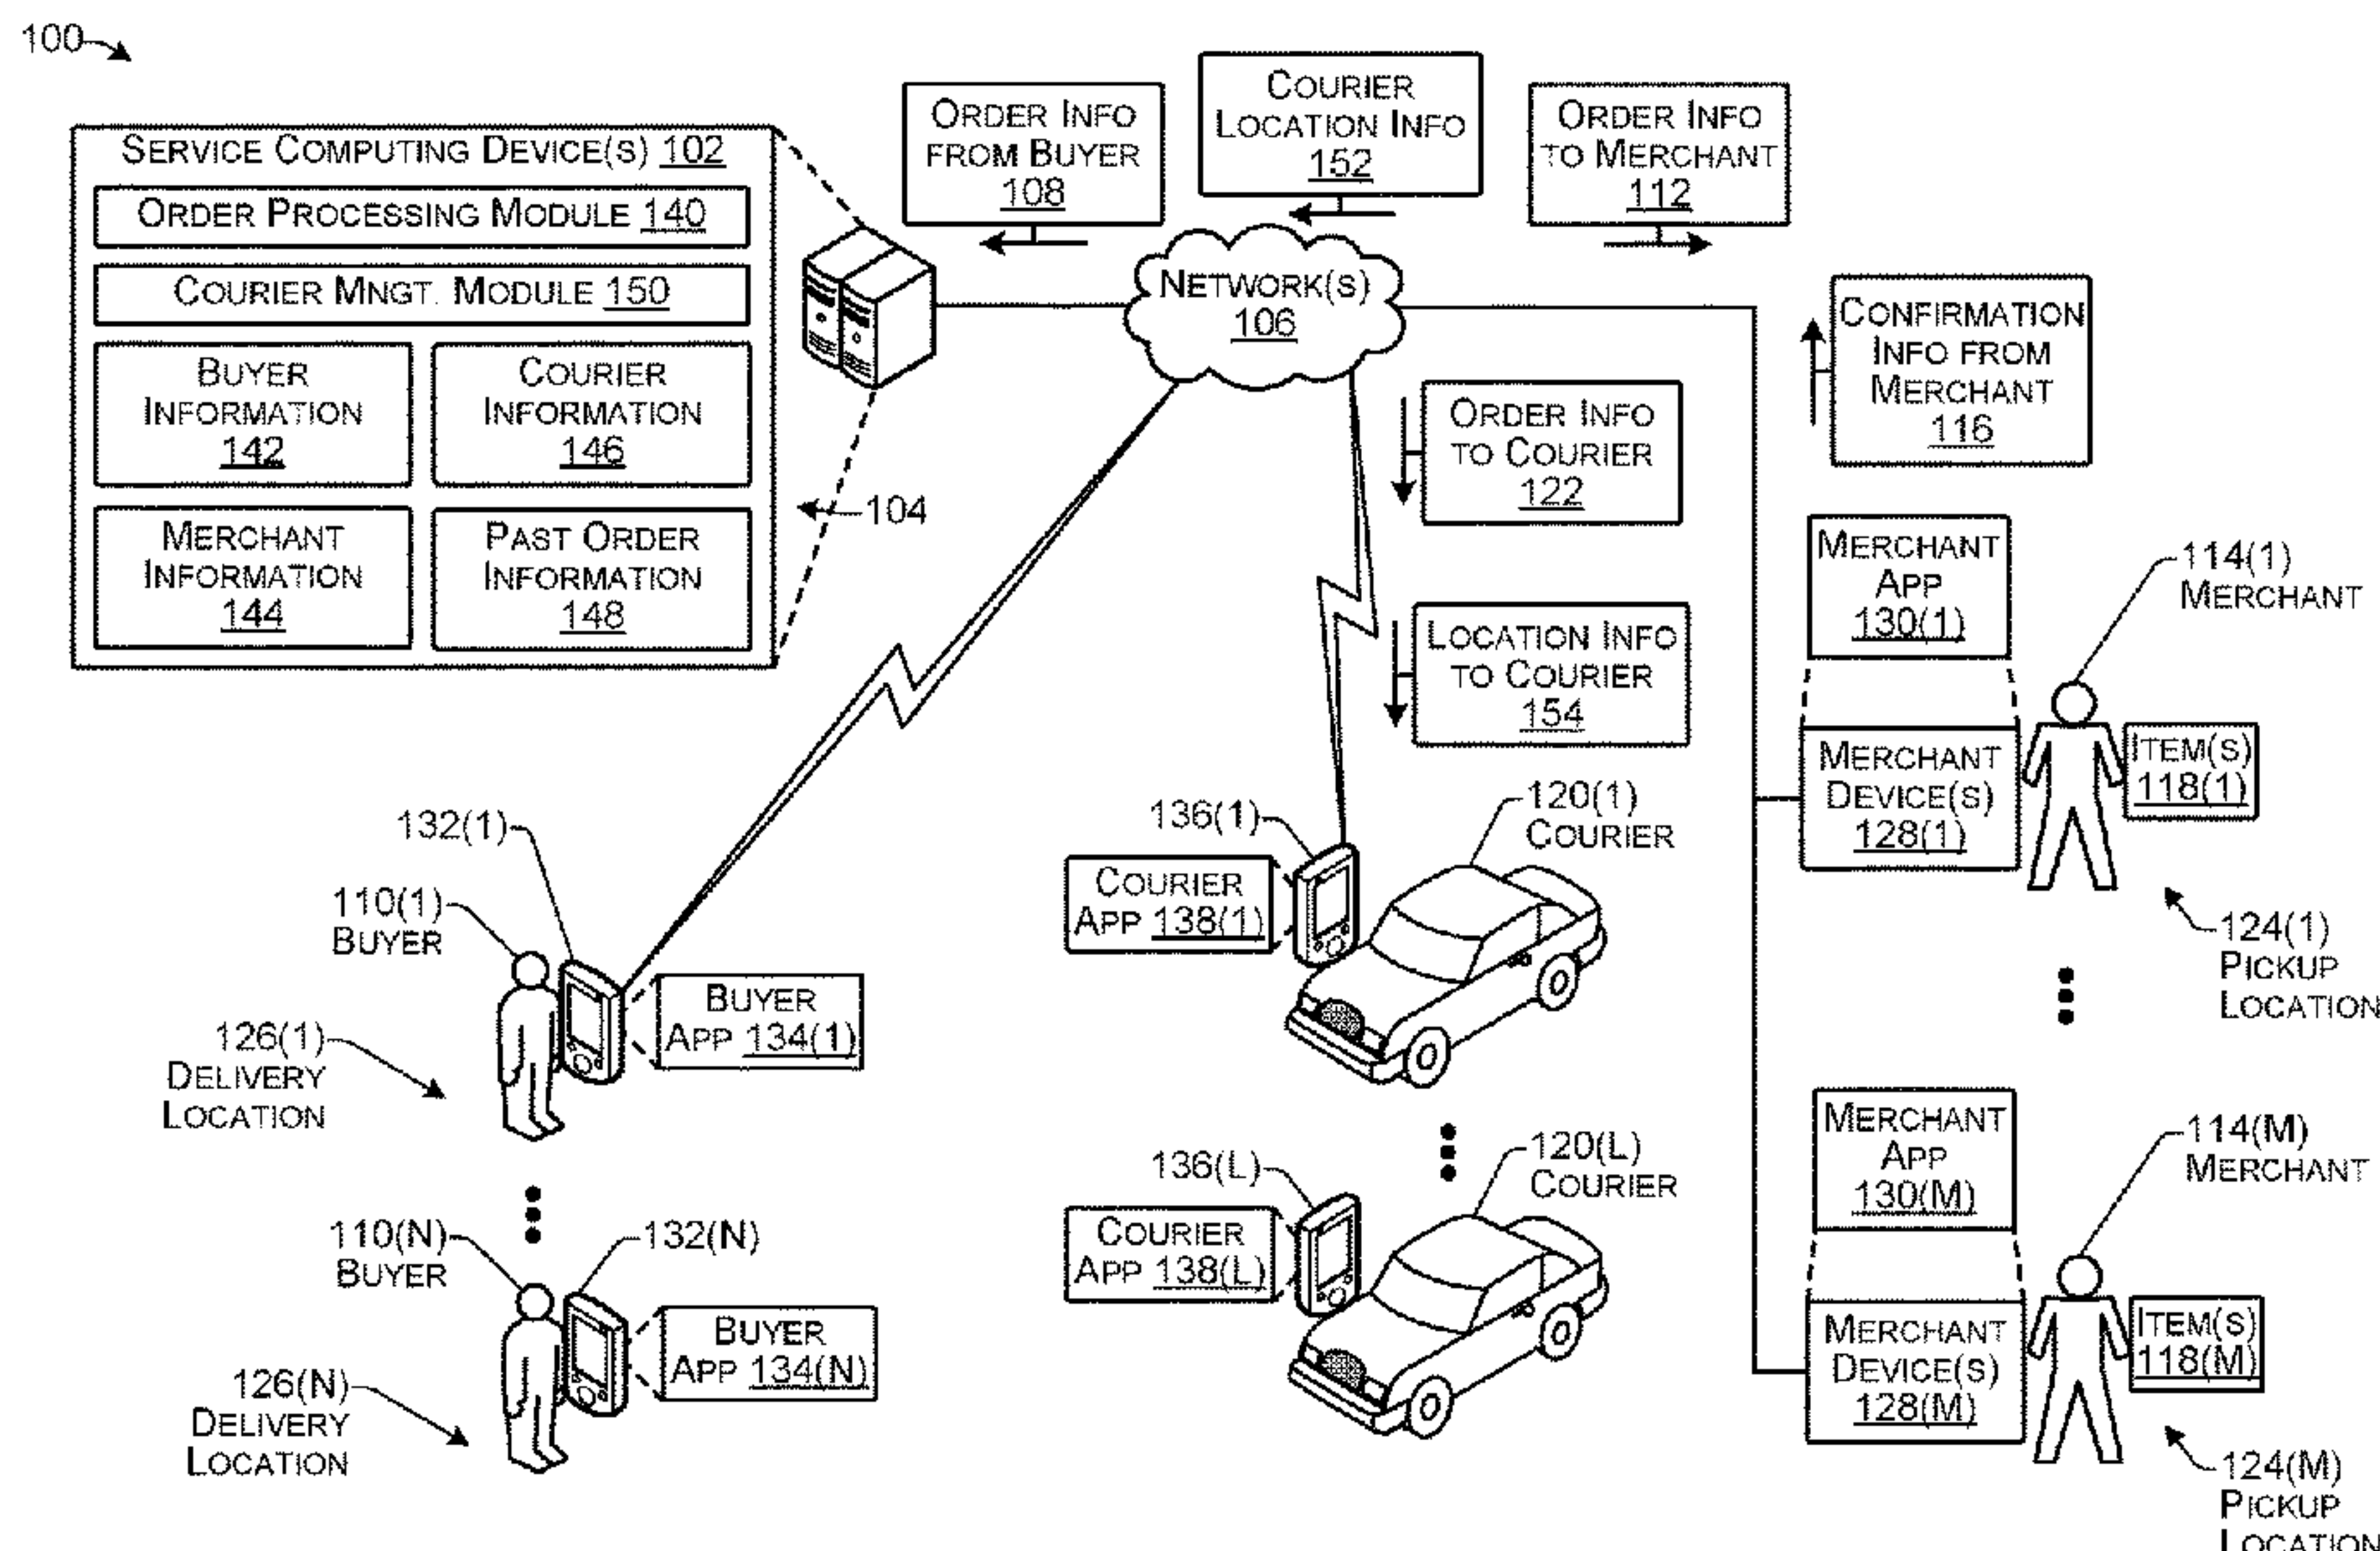 100
SERVICE COMPUTING DEVICE(S) 102
ORDER PROCESSING MODULE 140
COURIER MNGT. MODULE 150
BUYER
INFORMATION
142
COURIER
INFORMATION
146
MERCHANT
INFORMATION
144
PAST ORDER
INFORMATION
148
104
ORDER INFO
FROM BUYER
108
COURIER
LOCATION INFO
152
ORDER INFO
TO MERCHANT
112
NETWORK(S)
106
CONFIRMATION
INFO FROM
MERCHANT
116
ORDER INFO
TO COURIER
122
LOCATION INFO
TO COURIER
154
MERCHANT
APP
130(1)
114(1)
MERCHANT
MERCHANT
DEVICE(S)
128(1)
ITEM(S)
118(1)
124(1)
PICKUP
LOCATION
132(1)
110(1)
BUYER
BUYER
APP 134(1)
126(1)
DELIVERY
LOCATION
136(1)
120(1)
COURIER
COURIER
APP 138(1)
110(N)
BUYER
132(N)
BUYER
APP 134(N)
126(N)
DELIVERY
LOCATION
136(L)
120(L)
COURIER
COURIER
APP 138(L)
MERCHANT
APP
130(M)
114(M)
MERCHANT
MERCHANT
DEVICE(S)
128(M)
ITEM(S)
118(M)
124(M)
PICKUP
LOCATION